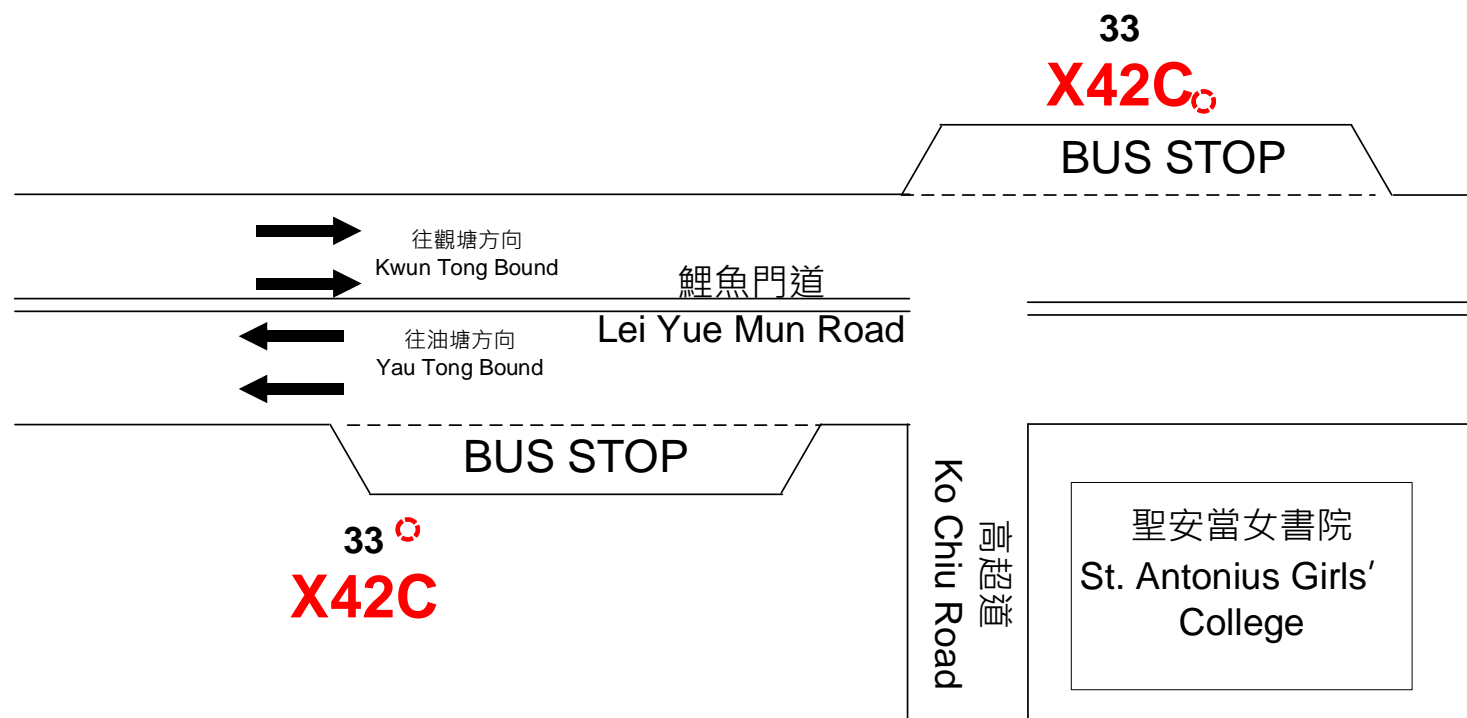 33
X42C
BUS STOP
往觀塘方向
Kwun Tong Bound
鯉魚門道
Lei Yue Mun Road
往油塘方向
Yau Tong Bound
BUS STOP
33
X42C
高超道
Ko Chiu Road
聖安當女書院
St. Antonius Girls'
College